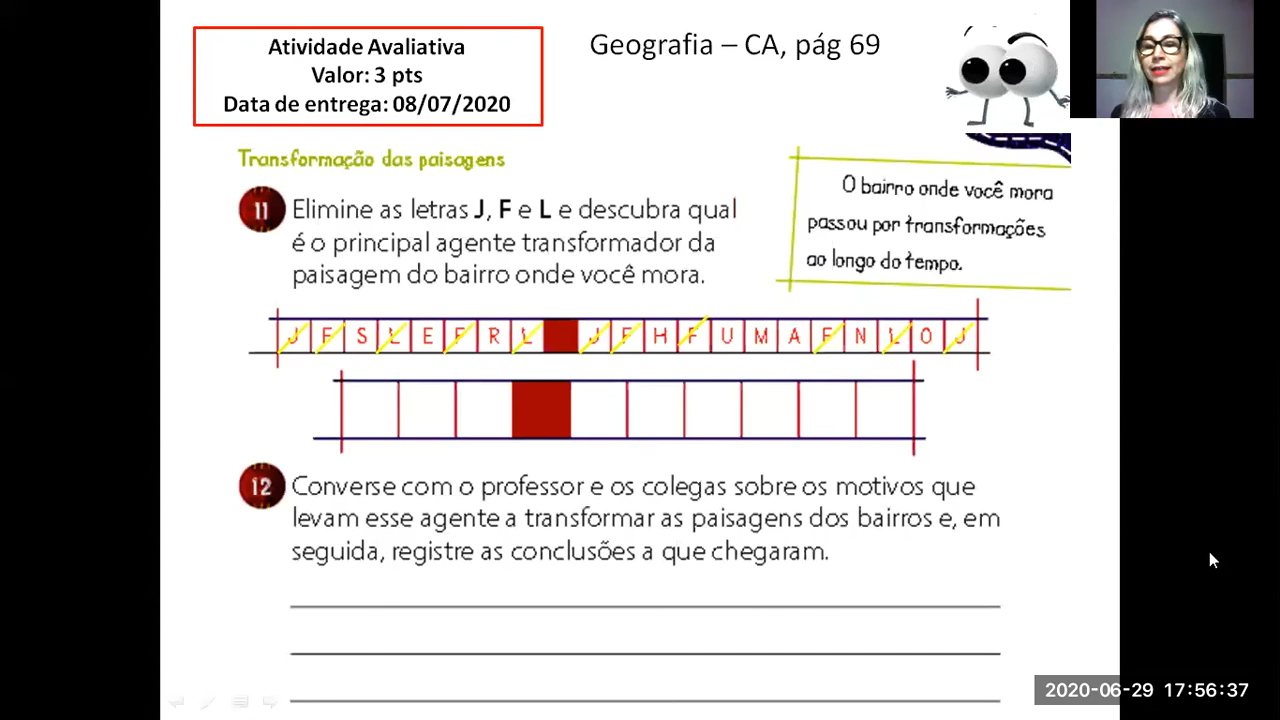 Atividade Avaliativa
Valor: 3 pts
Data de entrega: 08/07/2020
Geografia – CA, pág 69
Transformação das paisagens
O bairro onde você mora
passou por transformações
ao longo do tempo.
11 Elimine as letras J, F e L e descubra qual
é o principal agente transformador da
paisagem do bairro onde você mora.
J F S L E F R L J F H F U M A F N L O J
12 Converse com o professor e os colegas sobre os motivos que
levam esse agente a transformar as paisagens dos bairros e, em
seguida, registre as conclusões a que chegaram.
2020-06-29 17:56:37